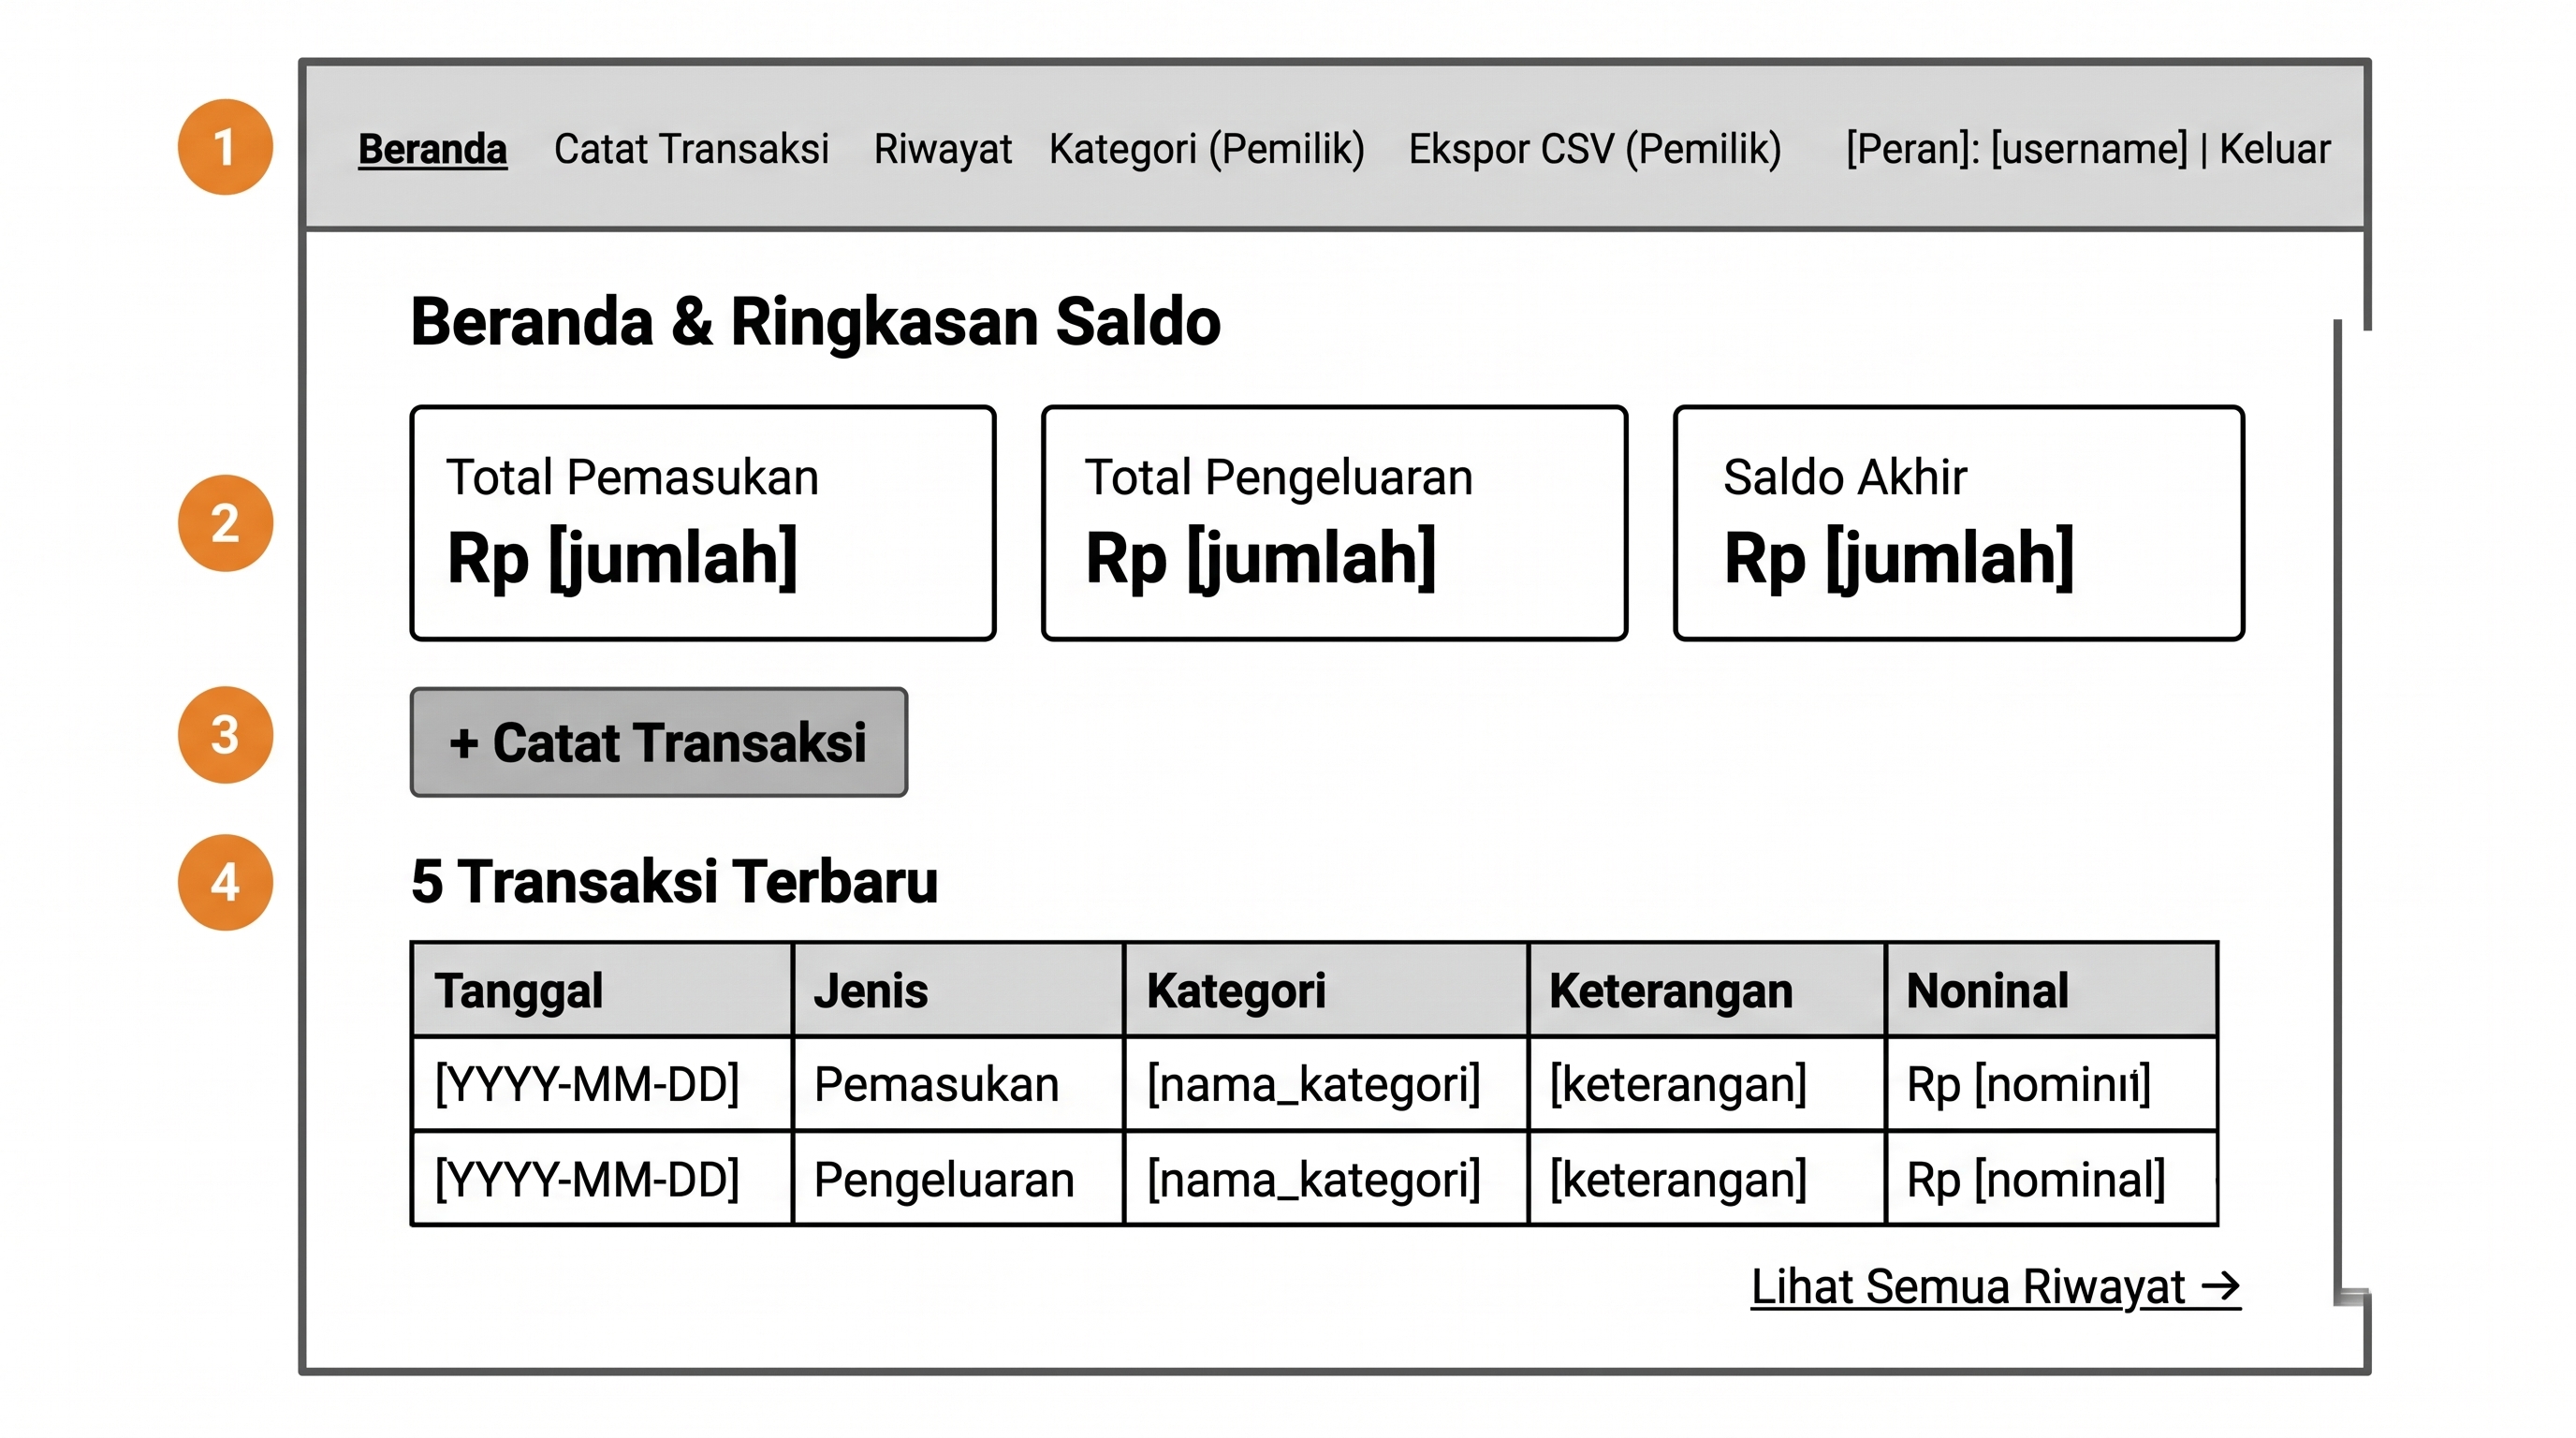 1
Beranda Catat Transaksi Riwayat Kategori (Pemilik) Ekspor CSV (Pemilik) [Peran]: [username] | Keluar
Beranda & Ringkasan Saldo
2
Total Pemasukan
Rp [jumlah]
Total Pengeluaran
Rp [jumlah]
Saldo Akhir
Rp [jumlah]
3
+ Catat Transaksi
4
5 Transaksi Terbaru
Tanggal Jenis Kategori Keterangan Noninal
[YYYY-MM-DD] Pemasukan [nama_kategori] [keterangan] Rp
[YYYY-MM-DD] Pengeluaran [nama_kategori] [keterangan] Rp [nominal]
Lihat Semua Riwayat →